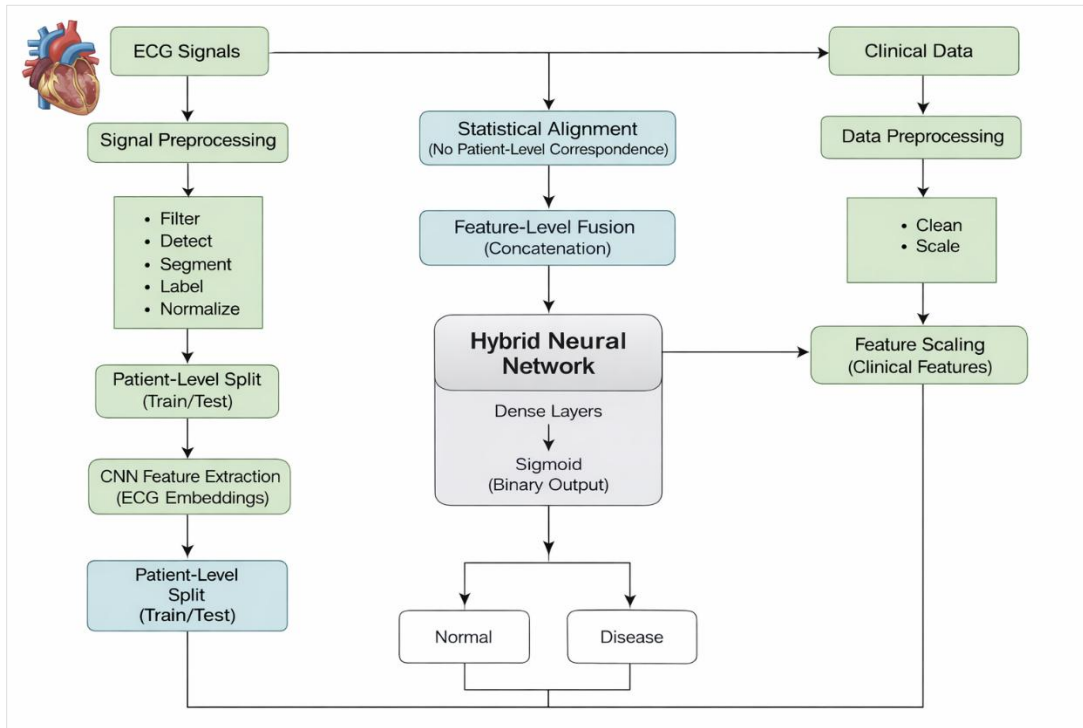 ECG Signals
Signal Preprocessing
• Filter
• Detect
• Segment
• Label
• Normalize
Patient-Level Split
(Train/Test)
CNN Feature Extraction
(ECG Embeddings)
Patient-Level
Split
(Train/Test)
Statistical Alignment
(No Patient-Level Correspondence)
Feature-Level Fusion
(Concatenation)
Hybrid Neural
Network
Dense Layers
Sigmoid
(Binary Output)
Normal
Disease
Clinical Data
Data Preprocessing
• Clean
• Scale
Feature Scaling
(Clinical Features)